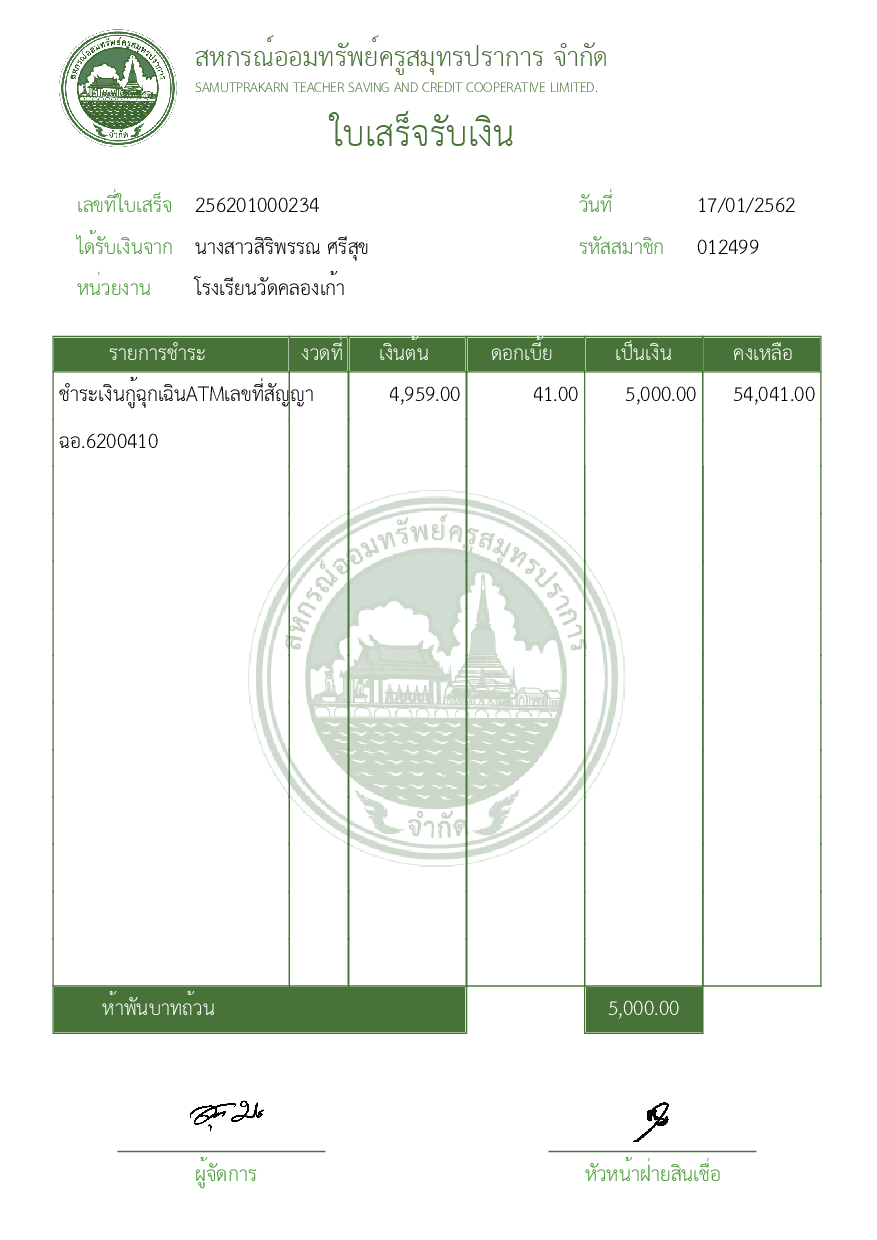 สหกรณ์ออมทรัพย์ครูสมุทรปราการ จำกัด
SAMUTPRAKARN TEACHER SAVING AND CREDIT COOPERATIVE LIMITED.
ใบเสร็จรับเงิน
เลขที่ใบเสร็จ 256201000234 วันที่ 17/01/2562
ได้รับเงินจาก นางสาวสิริพรรณ ศรีสุข รหัสสมาชิก 012499
หน่วยงาน โรงเรียนวัดคลองเก้า
รายการชำระ งวดที่ เงินต้น ดอกเบี้ย เป็นเงิน คงเหลือ
ชำระเงินกู้ฉุกเฉินATMเลขที่สัญญา 4,959.00 41.00 5,000.00 54,041.00
ฉอ.6200410
สหกรณ์ออมทรัพย์ครูสมุทรปราการ
จำกัด
ห้าพันบาทถ้วน 5,000.00
ผู้จัดการ หัวหน้าฝ่ายสินเชื่อ